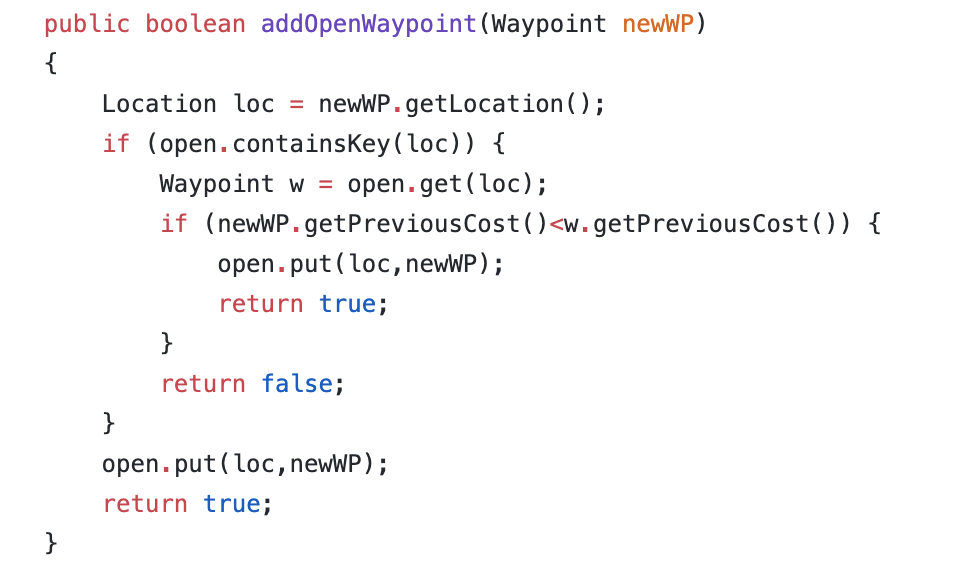 public boolean addOpenWaypoint(Waypoint newWP)
{
    Location loc = newWP.getLocation();
    if (open.containsKey(loc)) {
        Waypoint w = open.get(loc);
        if (newWP.getPreviousCost()<w.getPreviousCost()) {
            open.put(loc,newWP);
            return true;
        }
        return false;
    }
    open.put(loc,newWP);
    return true;
}